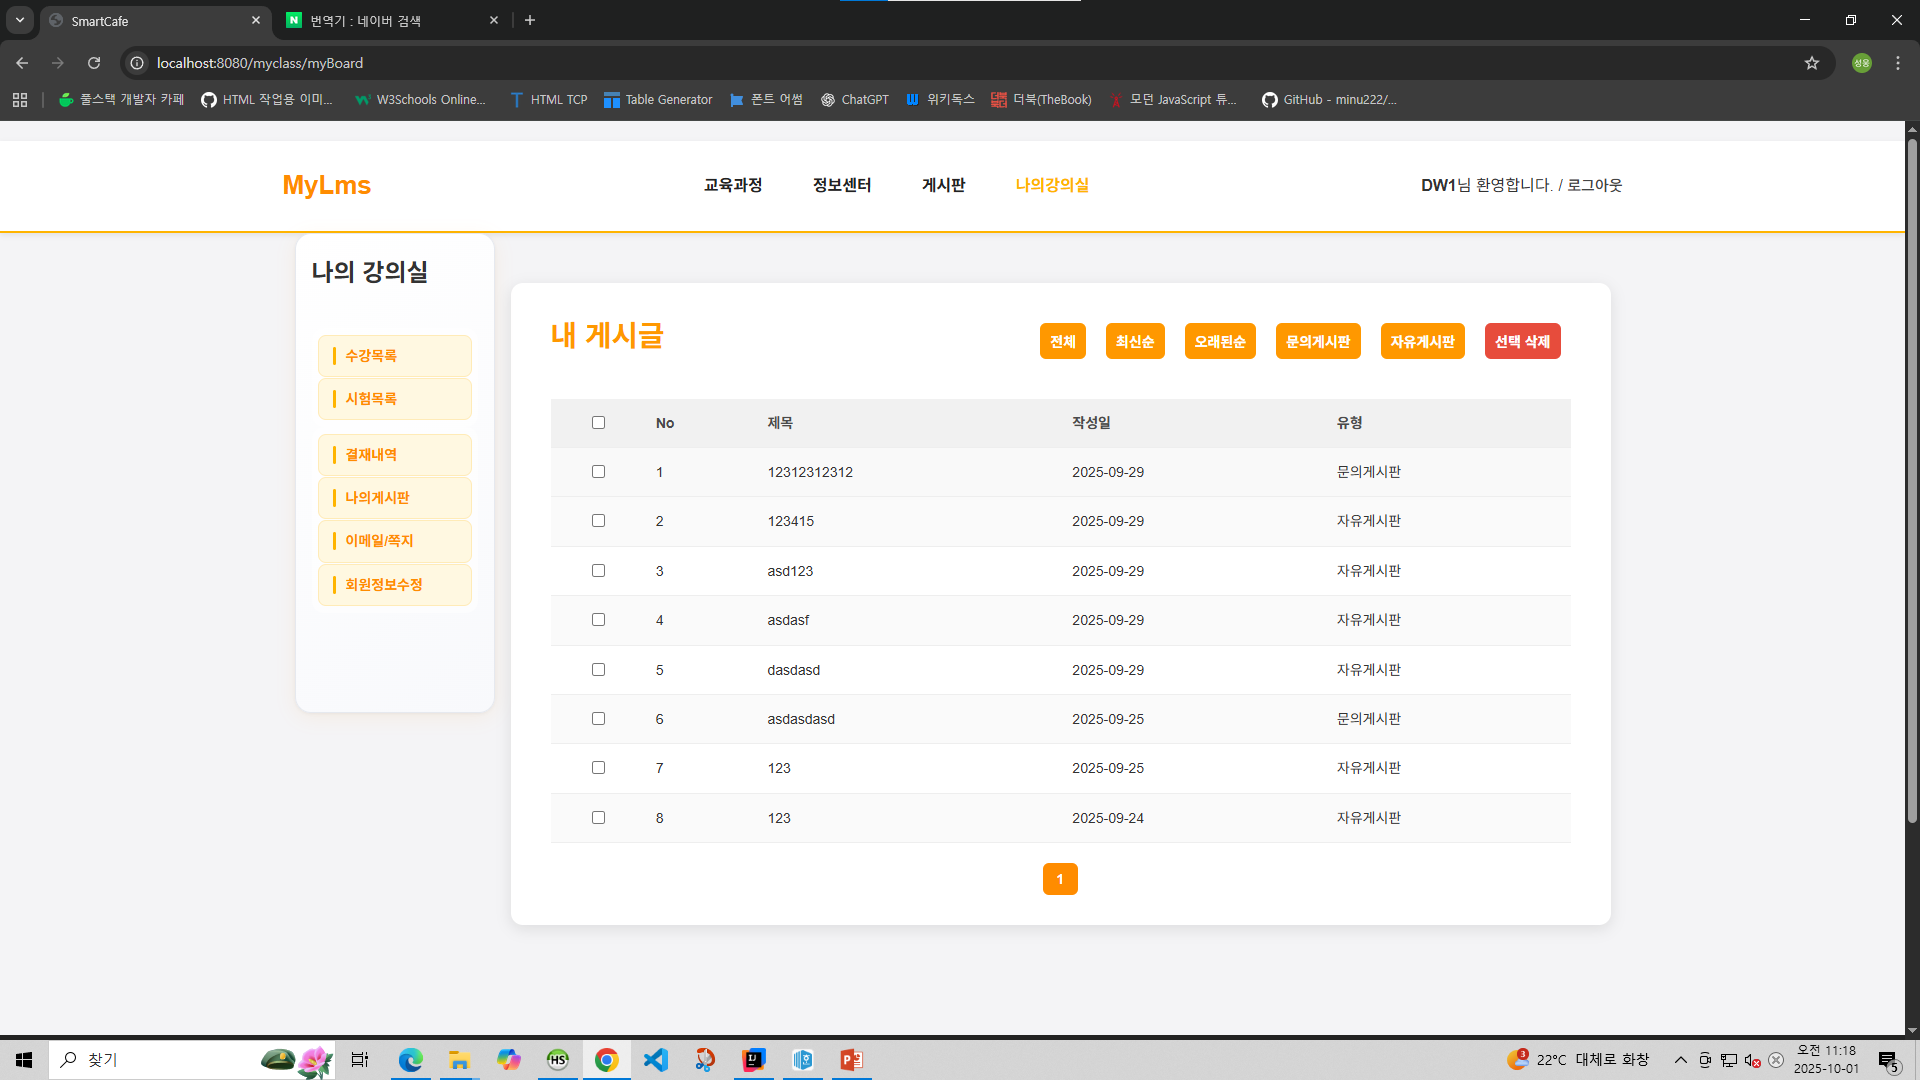 SmartCafe
번역기 : 네이버 검색
localhost:8080/myclass/myBoard
성웅
풀스택 개발자 카페
HTML 작업용 이미...
W3Schools Online...
HTML TCP
Table Generator
폰트 어썸
ChatGPT
위키독스
더북(TheBook)
모던 JavaScript 튜...
GitHub - minu222/...
MyLms
교육과정
정보센터
게시판
나의강의실
DW1님 환영합니다. / 로그아웃
나의 강의실
수강목록
시험목록
결재내역
나의게시판
이메일/쪽지
회원정보수정
내 게시글
전체
최신순
오래된순
문의게시판
자유게시판
선택 삭제
No 제목 작성일 유형
1 12312312312 2025-09-29 문의게시판
2 123415 2025-09-29 자유게시판
3 asd123 2025-09-29 자유게시판
4 asdasf 2025-09-29 자유게시판
5 dasdasd 2025-09-29 자유게시판
6 asdasdasd 2025-09-25 문의게시판
7 123 2025-09-25 자유게시판
8 123 2025-09-24 자유게시판
1
찾기
HS
3
22°C 대체로 화창
오전 11:18
2025-10-01
5